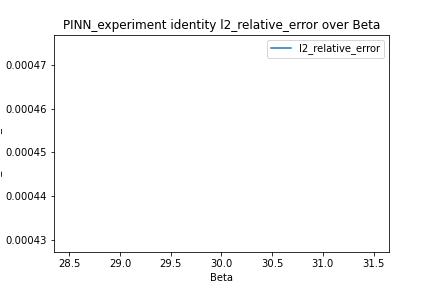 PINN_experiment identity l2_relative_error over Beta
l2_relative_error
0.00047
0.00046
0.00045
0.00044
0.00043
28.5 29.0 29.5 30.0 30.5 31.0 31.5
Beta